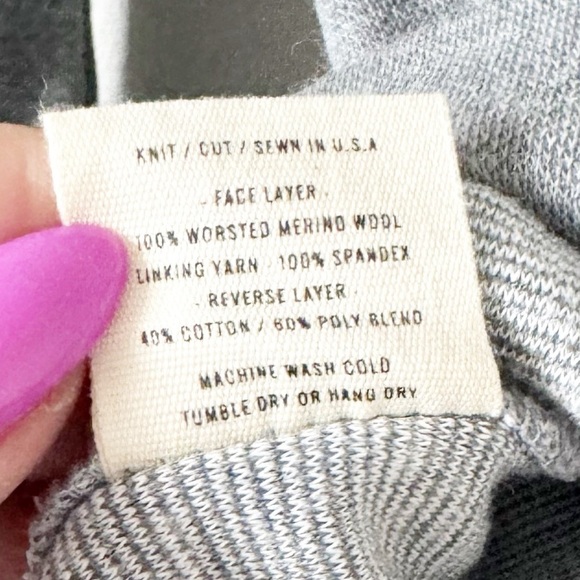 KNIT / CUT / SEWN IN U.S.A
- FACE LAYER -
100% WORSTED MERINO WOOL
LINKING YARN - 100% SPANDEX
- REVERSE LAYER -
40% COTTON / 60% POLY BLEND
MACHINE WASH COLD
TUMBLE DRY OR HANG DRY